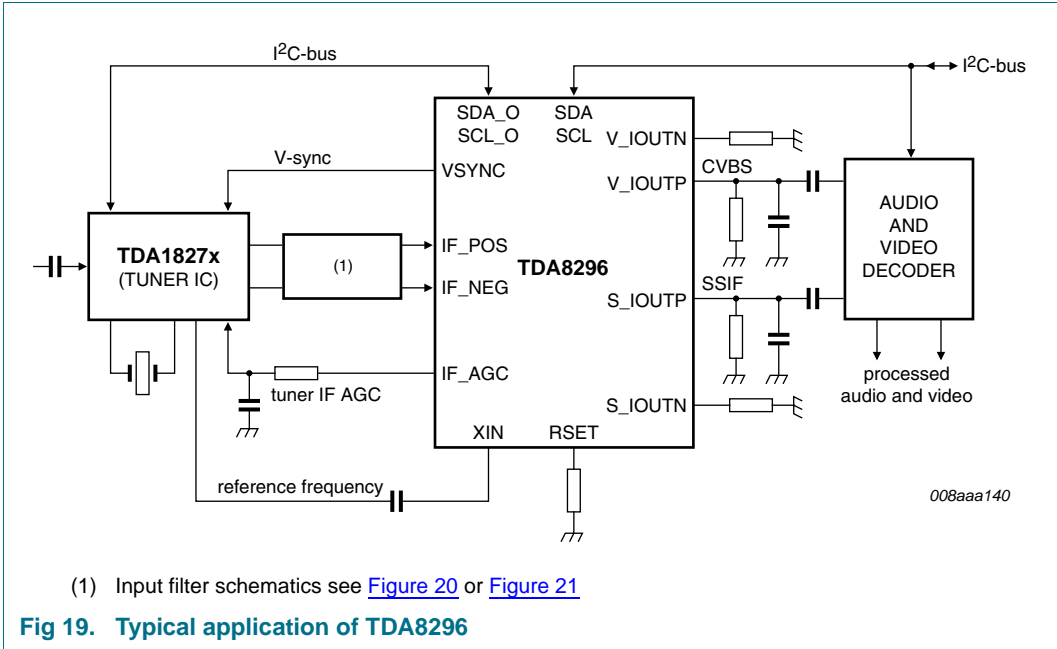 I2C-bus
I2C-bus
SDA_O
SCL_O
SDA
SCL
V_IOUTN
V-sync
VSYNC
CVBS
V_IOUTP
AUDIO
AND
VIDEO
DECODER
TDA1827x
(TUNER IC)
(1)
IF_POS
IF_NEG
TDA8296
SSIF
S_IOUTP
IF_AGC
tuner IF AGC
processed
audio and video
S_IOUTN
XIN
RSET
reference frequency
008aaa140
(1) Input filter schematics see Figure 20 or Figure 21
Fig 19. Typical application of TDA8296